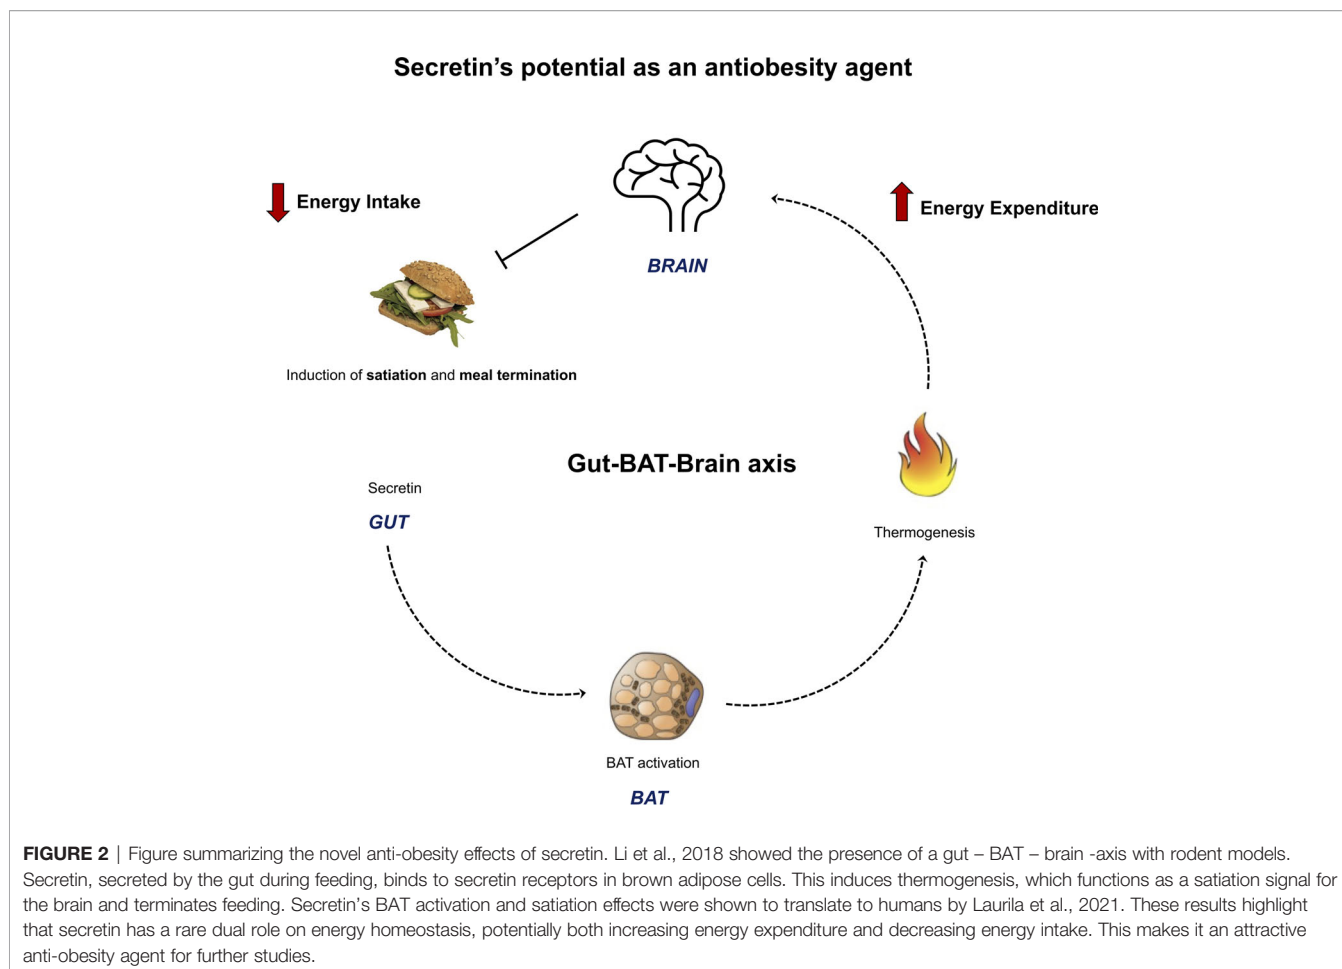 Secretin's potential as an antiobesity agent
Energy Intake
Energy Expenditure
BRAIN
Induction of satiation and meal termination
Gut-BAT-Brain axis
Secretin
GUT
Thermogenesis
BAT activation
BAT
FIGURE 2 | Figure summarizing the novel anti-obesity effects of secretin. Li et al., 2018 showed the presence of a gut – BAT – brain -axis with rodent models.
Secretin, secreted by the gut during feeding, binds to secretin receptors in brown adipose cells. This induces thermogenesis, which functions as a satiation signal for
the brain and terminates feeding. Secretin's BAT activation and satiation effects were shown to translate to humans by Laurila et al., 2021. These results highlight
that secretin has a rare dual role on energy homeostasis, potentially both increasing energy expenditure and decreasing energy intake. This makes it an attractive
anti-obesity agent for further studies.